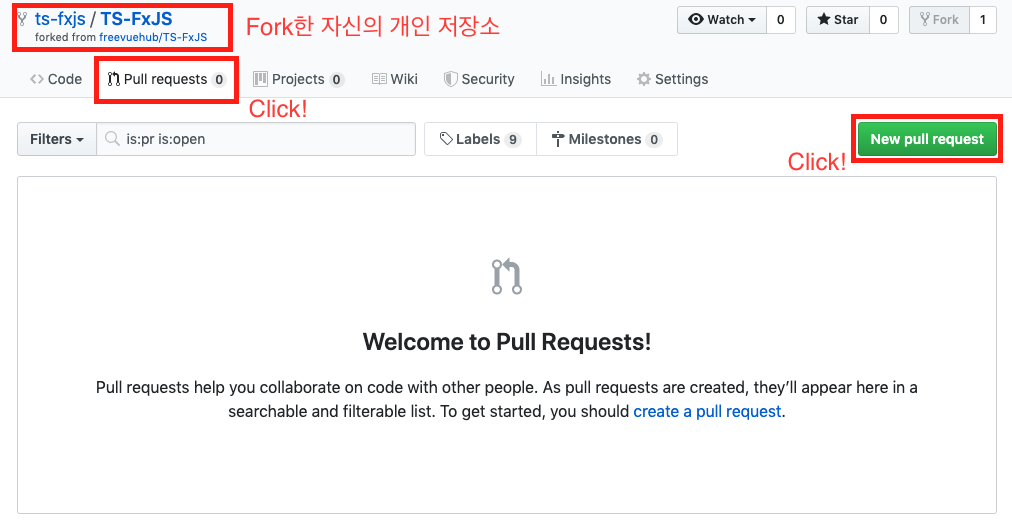 ts-fxjs / TS-FxJS
forked from freevuehub/TS-FxJS
Fork한 자신의 개인 저장소
Watch 0 Star 0 Fork 1
Code Pull requests 0 Projects 0 Wiki Security Insights Settings
Click!
Filters is:pr is:open Labels 9 Milestones 0 New pull request
Click!
Welcome to Pull Requests!
Pull requests help you collaborate on code with other people. As pull requests are created, they’ll appear here in a
searchable and filterable list. To get started, you should create a pull request.